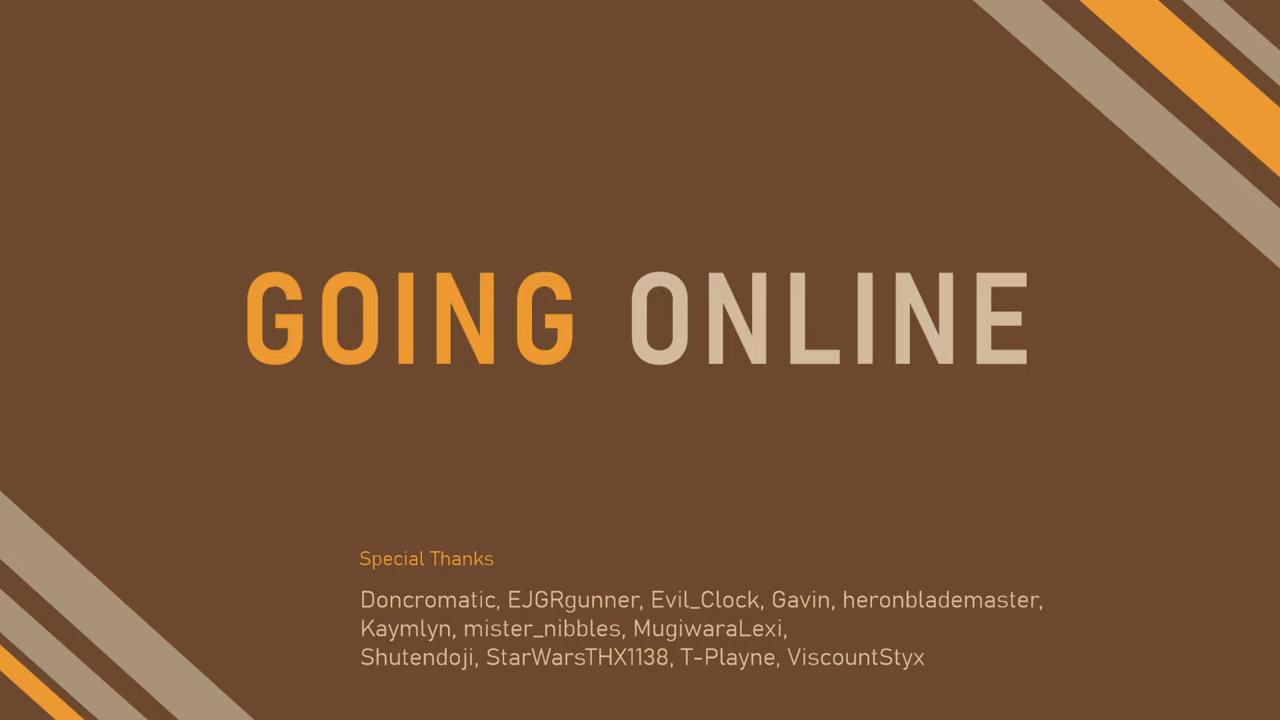 GOING ONLINE
Special Thanks
Doncromatic, EJGRgunner, Evil_Clock, Gavin, heronblademaster,
Kaymlyn, mister_nibbles, MugiwaraLexi,
Shutendoji, StarWarsTHX1138, T-Playne, ViscountStyx